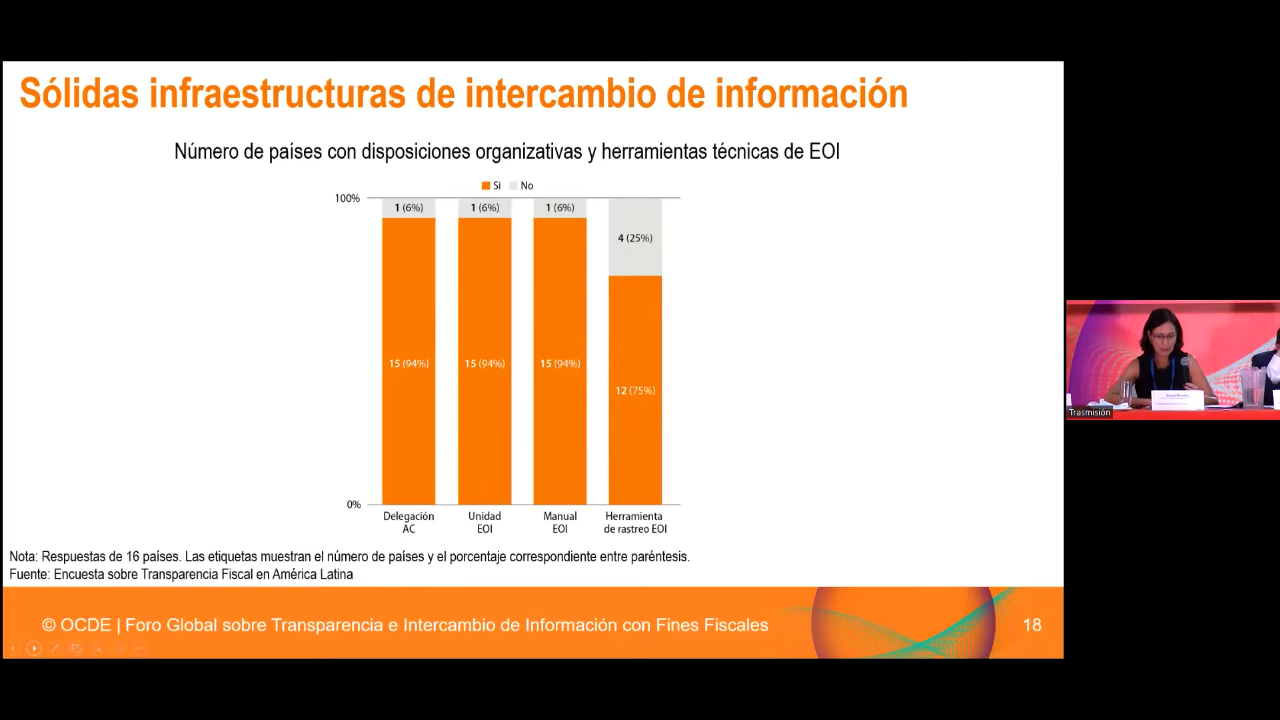 Sólidas infraestructuras de intercambio de información
Número de países con disposiciones organizativas y herramientas técnicas de EOI
Si No
100%
1 (6%) 1 (6%) 1 (6%) 4 (25%)
15 (94%) 15 (94%) 15 (94%) 12 (75%)
0%
Delegación AC
Unidad EOI
Manual EOI
Herramienta de rastreo EOI
Nota: Respuestas de 16 países. Las etiquetas muestran el número de países y el porcentaje correspondiente entre paréntesis.
Fuente: Encuesta sobre Transparencia Fiscal en América Latina
© OCDE | Foro Global sobre Transparencia e Intercambio de Información con Fines Fiscales
18
Trasmisión